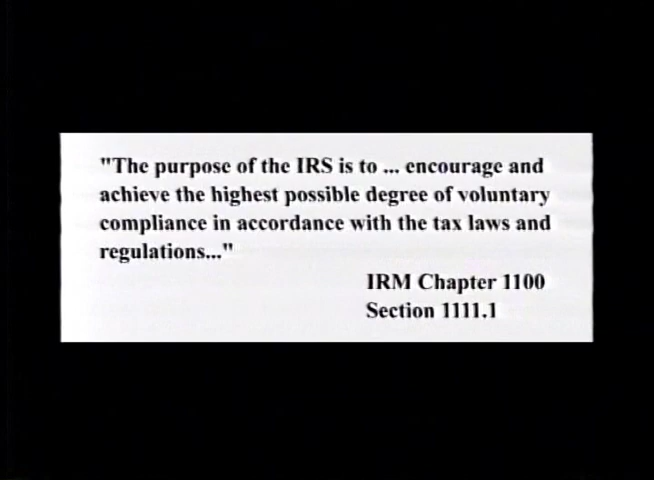 "The purpose of the IRS is to ... encourage and
achieve the highest possible degree of voluntary
compliance in accordance with the tax laws and
regulations..."
IRM Chapter 1100
Section 1111.1